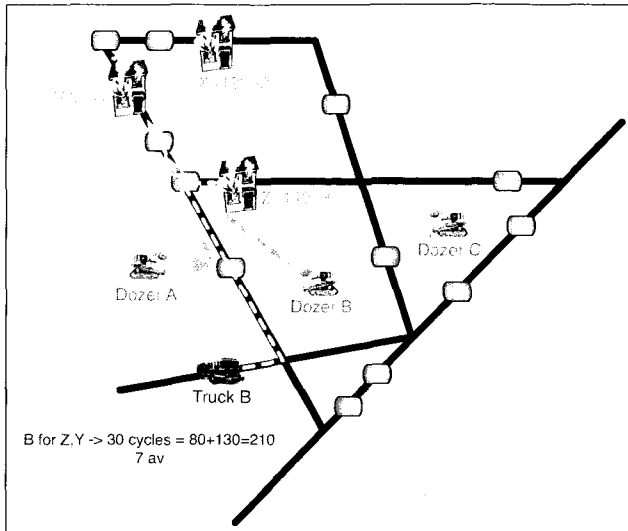 Dozer C
Dozer A
Dozer B
Truck B
B for Z,Y -> 30 cycles = 80+130=210
7 av